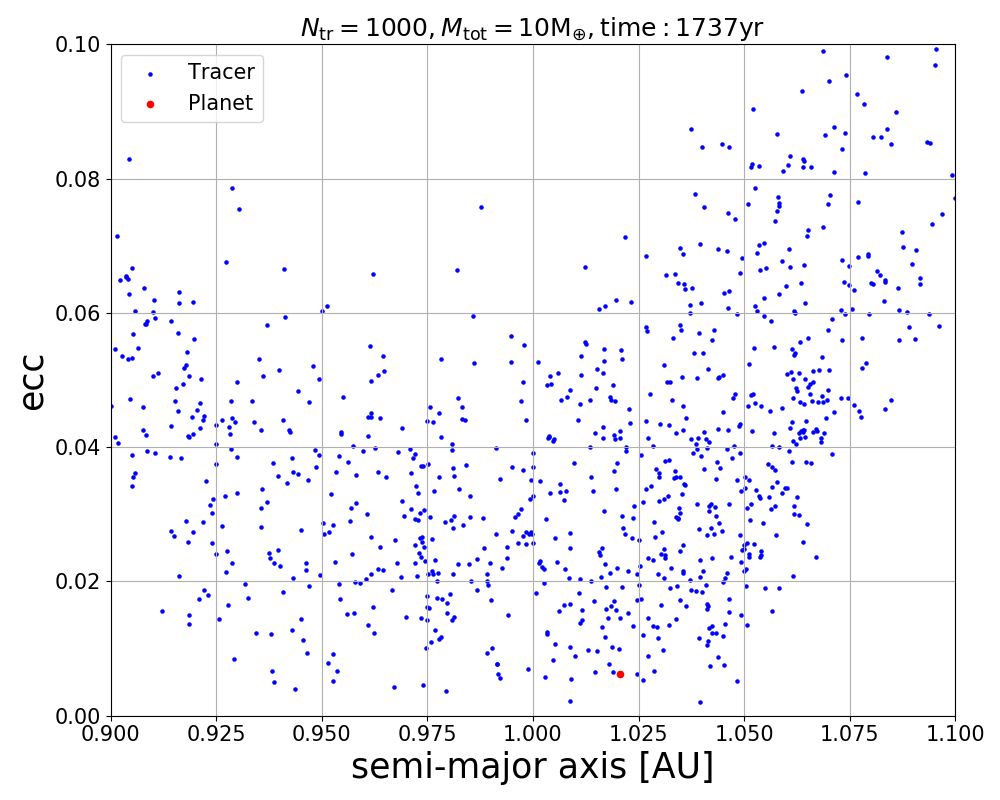 N_tr = 1000, M_tot = 10M_⊕, time : 1737yr
Tracer
Planet
0.10
0.08
0.06
0.04
0.02
0.00
ecc
0.900 0.925 0.950 0.975 1.000 1.025 1.050 1.075 1.100
semi-major axis [AU]